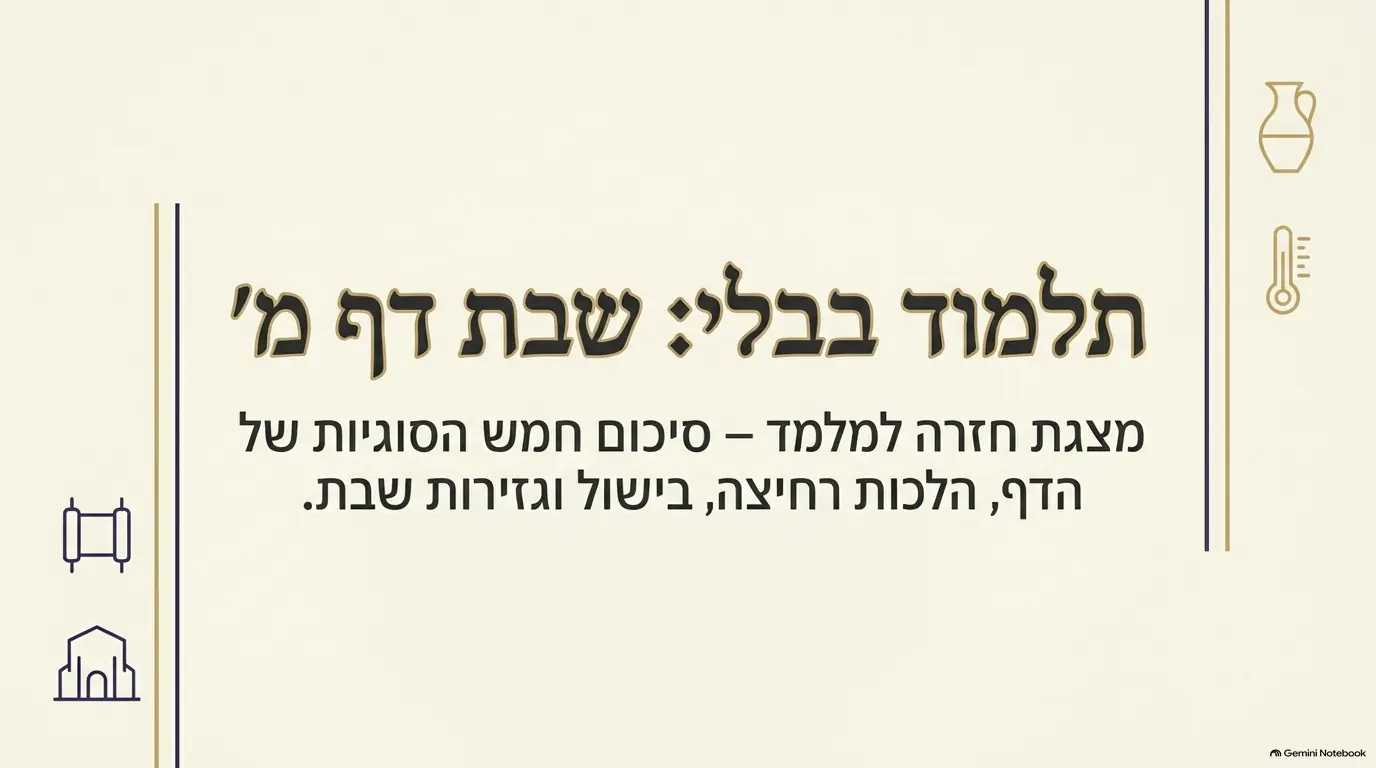 תלמוד בבלי: שבת דף מ׳
מצגת חזרה למלמד – סיכום חמש הסוגיות של
הדף, הלכות רחיצה, בישול וגזירות שבת.
Gemini Notebook